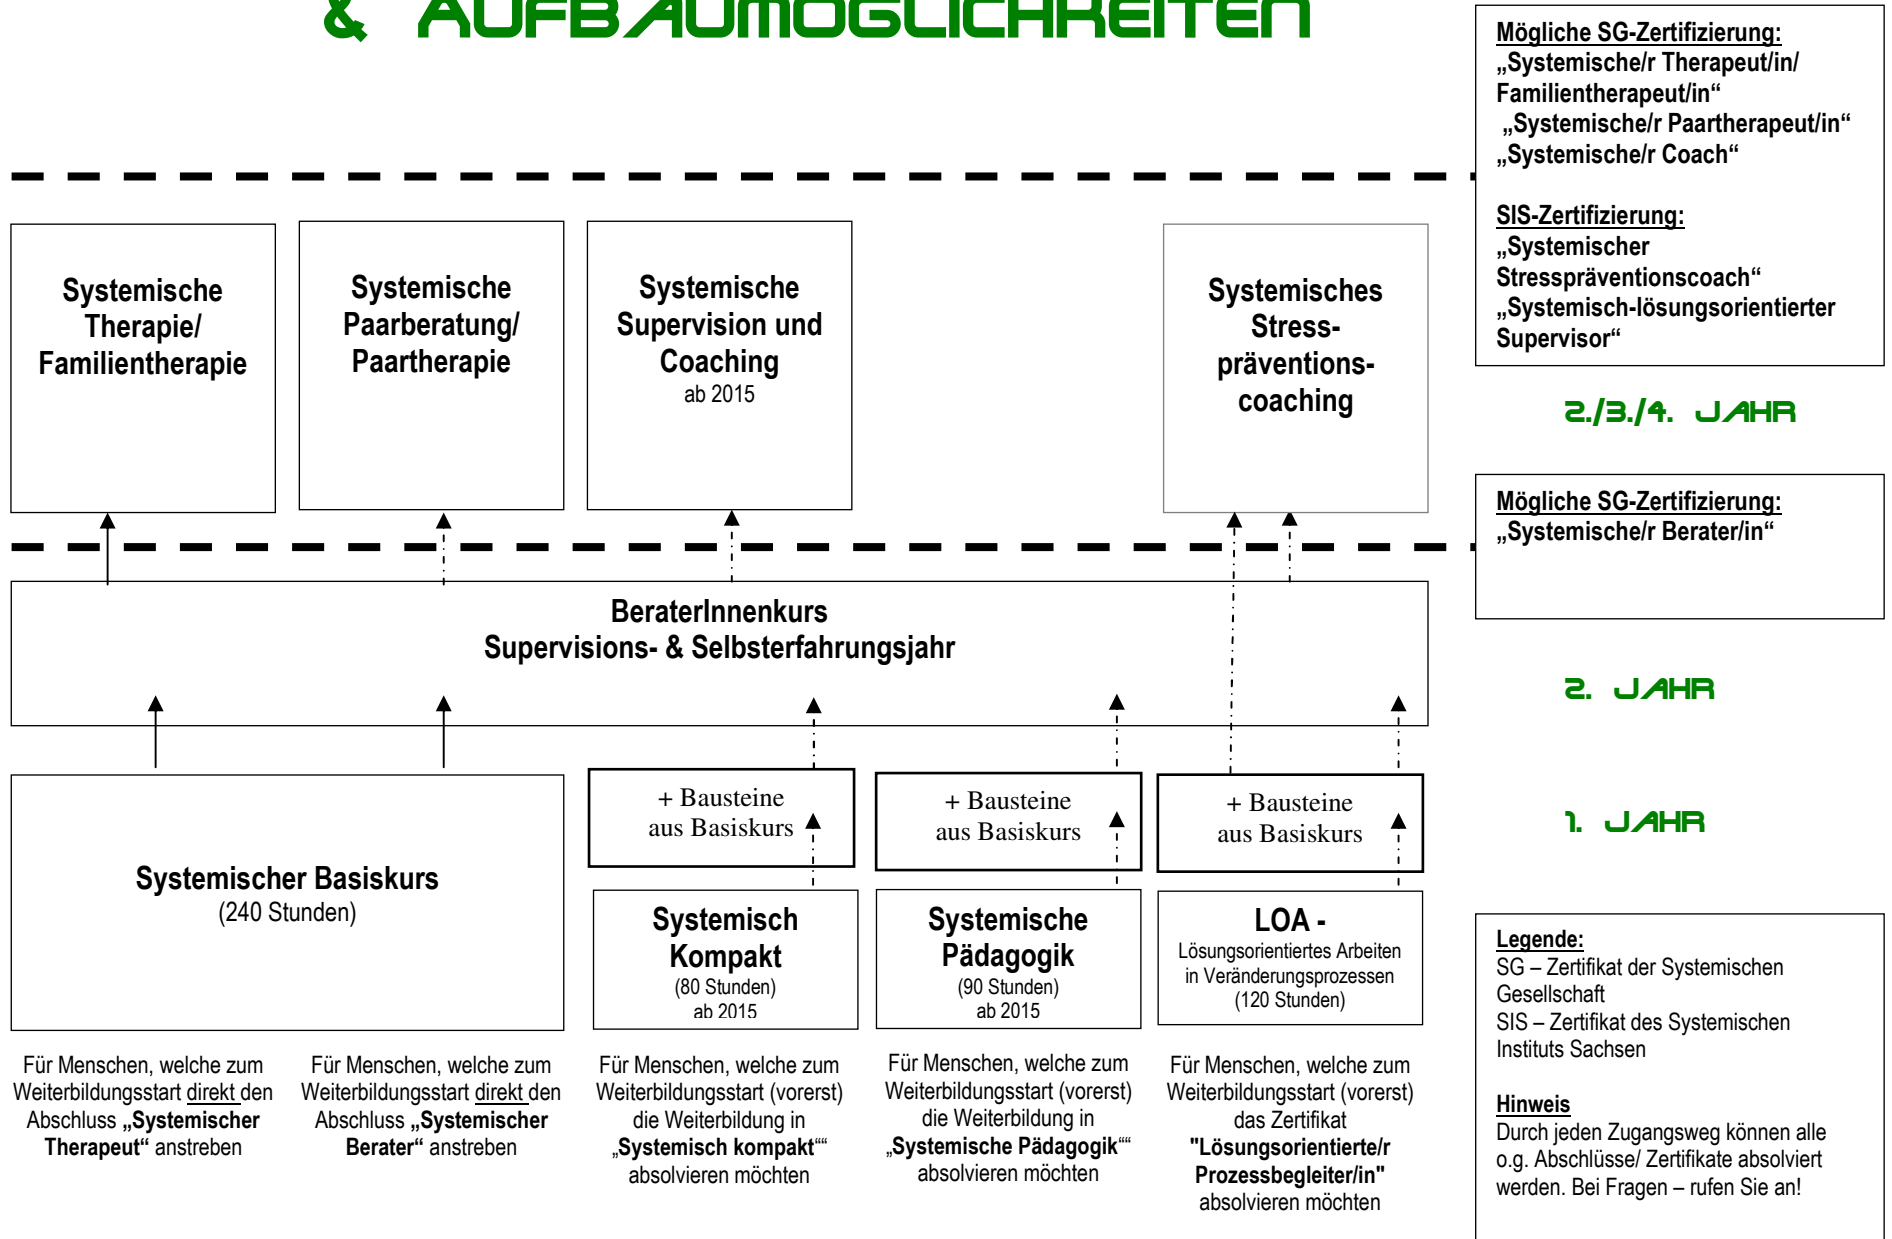 & AUFBAUMÖGLICHKEITEN
Mögliche SG-Zertifizierung:
„Systemische/r Therapeut/in/
Familientherapeut/in“
„Systemische/r Paartherapeut/in“
„Systemische/r Coach“
SIS-Zertifizierung:
„Systemischer
Stresspräventionscoach“
„Systemisch-lösungsorientierter
Supervisor“
Systemische
Therapie/
Familientherapie
Systemische
Paarberatung/
Paartherapie
Systemische
Supervision und
Coaching
ab 2015
Systemisches
Stress-
präventions-
coaching
2./3./4. JAHR
Mögliche SG-Zertifizierung:
„Systemische/r Berater/in“
BeraterInnenkurs
Supervisions- & Selbsterfahrungsjahr
2. JAHR
Systemischer Basiskurs
(240 Stunden)
+ Bausteine
aus Basiskurs
+ Bausteine
aus Basiskurs
+ Bausteine
aus Basiskurs
1. JAHR
Systemisch
Kompakt
(80 Stunden)
ab 2015
Systemische
Pädagogik
(90 Stunden)
ab 2015
LOA -
Lösungsorientiertes Arbeiten
in Veränderungsprozessen
(120 Stunden)
Für Menschen, welche zum
Weiterbildungsstart direkt den
Abschluss „Systemischer
Therapeut“ anstreben
Für Menschen, welche zum
Weiterbildungsstart direkt den
Abschluss „Systemischer
Berater“ anstreben
Für Menschen, welche zum
Weiterbildungsstart (vorerst)
die Weiterbildung in
„Systemisch kompakt““
absolvieren möchten
Für Menschen, welche zum
Weiterbildungsstart (vorerst)
die Weiterbildung in
„Systemische Pädagogik““
absolvieren möchten
Für Menschen, welche zum
Weiterbildungsstart (vorerst)
das Zertifikat
"Lösungsorientierte/r
Prozessbegleiter/in"
absolvieren möchten
Legende:
SG – Zertifikat der Systemischen
Gesellschaft
SIS – Zertifikat des Systemischen
Instituts Sachsen
Hinweis
Durch jeden Zugangsweg können alle
o.g. Abschlüsse/ Zertifikate absolviert
werden. Bei Fragen – rufen Sie an!